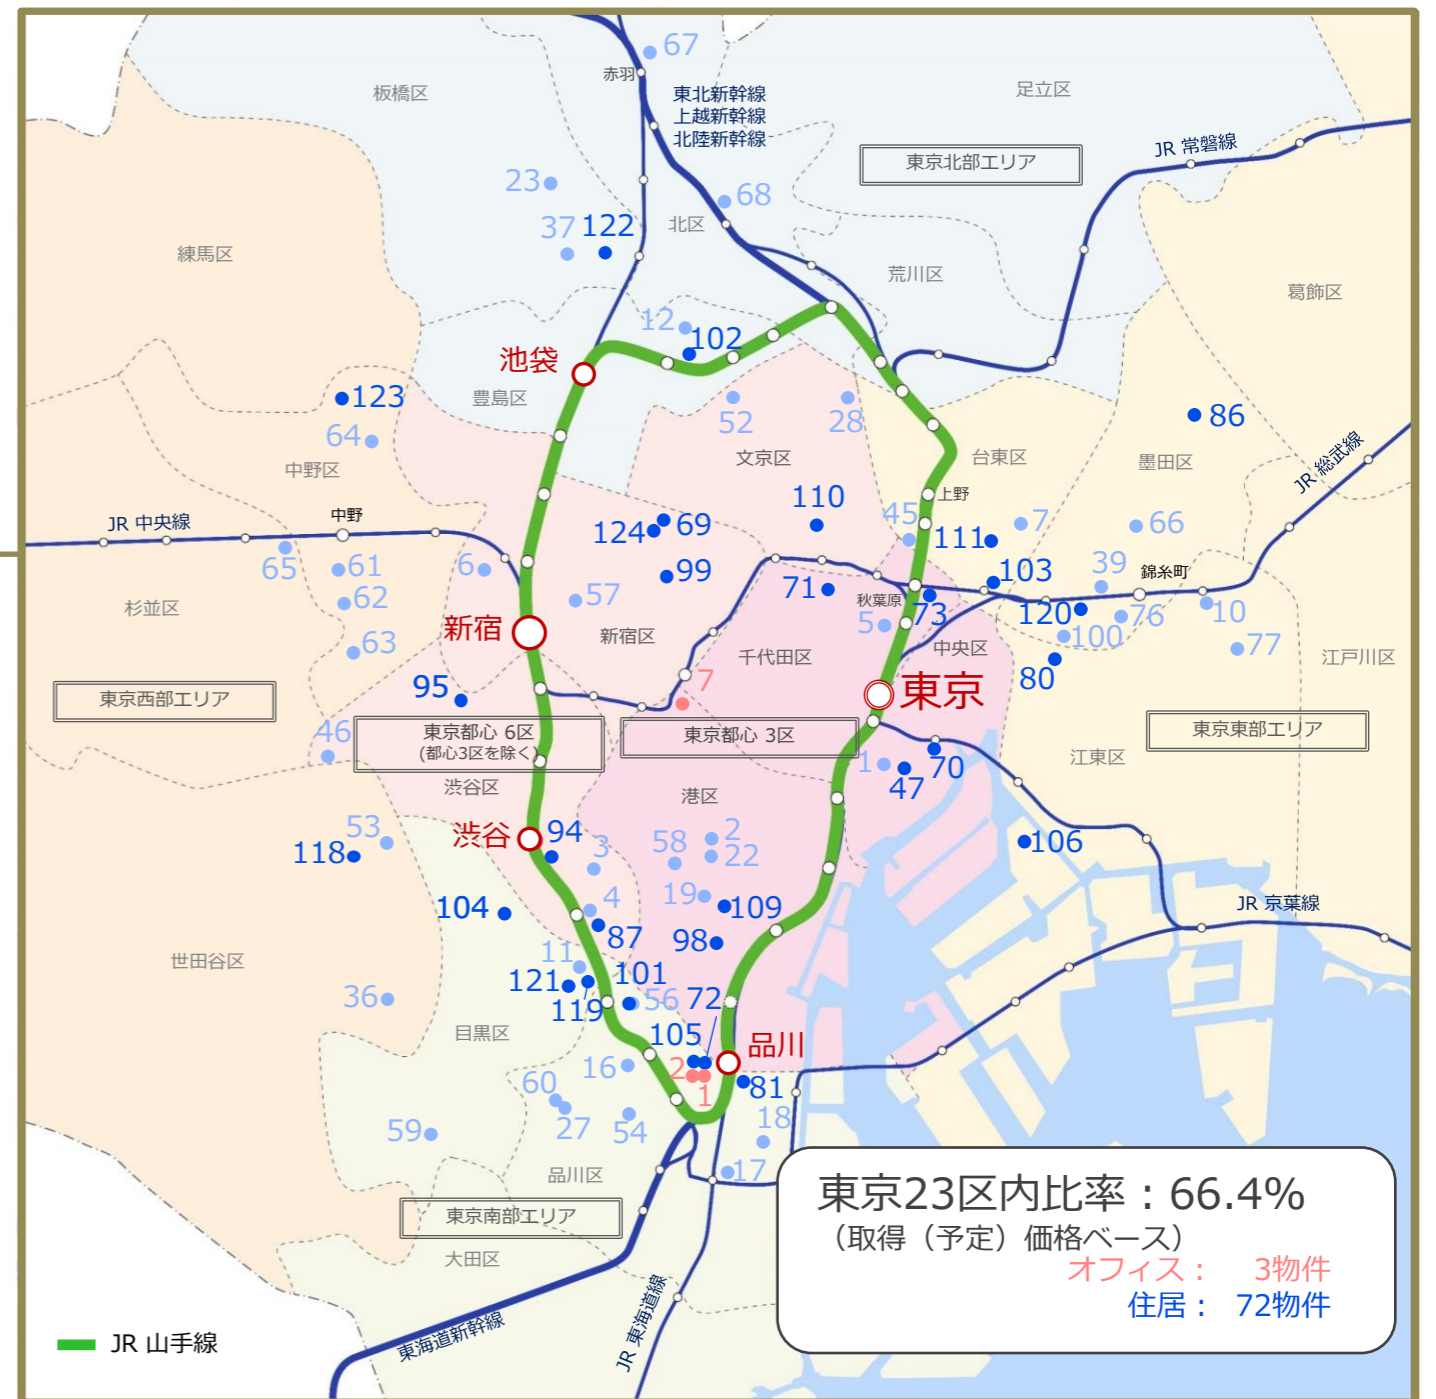 67
赤羽
板橋区
東北新幹線
上越新幹線
北陸新幹線
足立区
JR 常磐線
東京北部エリア
23
68
37
122
北区
練馬区
荒川区
葛飾区
12
102
池袋
豊島区
123
52
28
86
64
中野区
文京区
台東区
墨田区
JR 総武線
上野
110
JR 中央線
中野
124
69
45
111
7
66
65
61
6
99
103
39
錦糸町
杉並区
62
57
71
秋葉原
73
120
76
10
新宿
新宿区
5
中央区
100
63
千代田区
77
江戸川区
95
7
東京
80
東京西部エリア
東京都心 6区
(都心3区を除く)
東京都心 3区
東京東部エリア
46
1
47
70
江東区
渋谷区
港区
渋谷
94
53
118
3
58
2
22
106
104
4
19
109
JR 京葉線
87
98
世田谷区
11
121
119
101
56
72
36
目黒区
105
品川
16
2
1
81
60
27
54
18
59
17
品川区
東京南部エリア
大田区
東京23区内比率：66.4%
（取得（予定）価格ベース）
オフィス： 3物件
住居： 72物件
JR 山手線
東海道新幹線
JR 東海道線